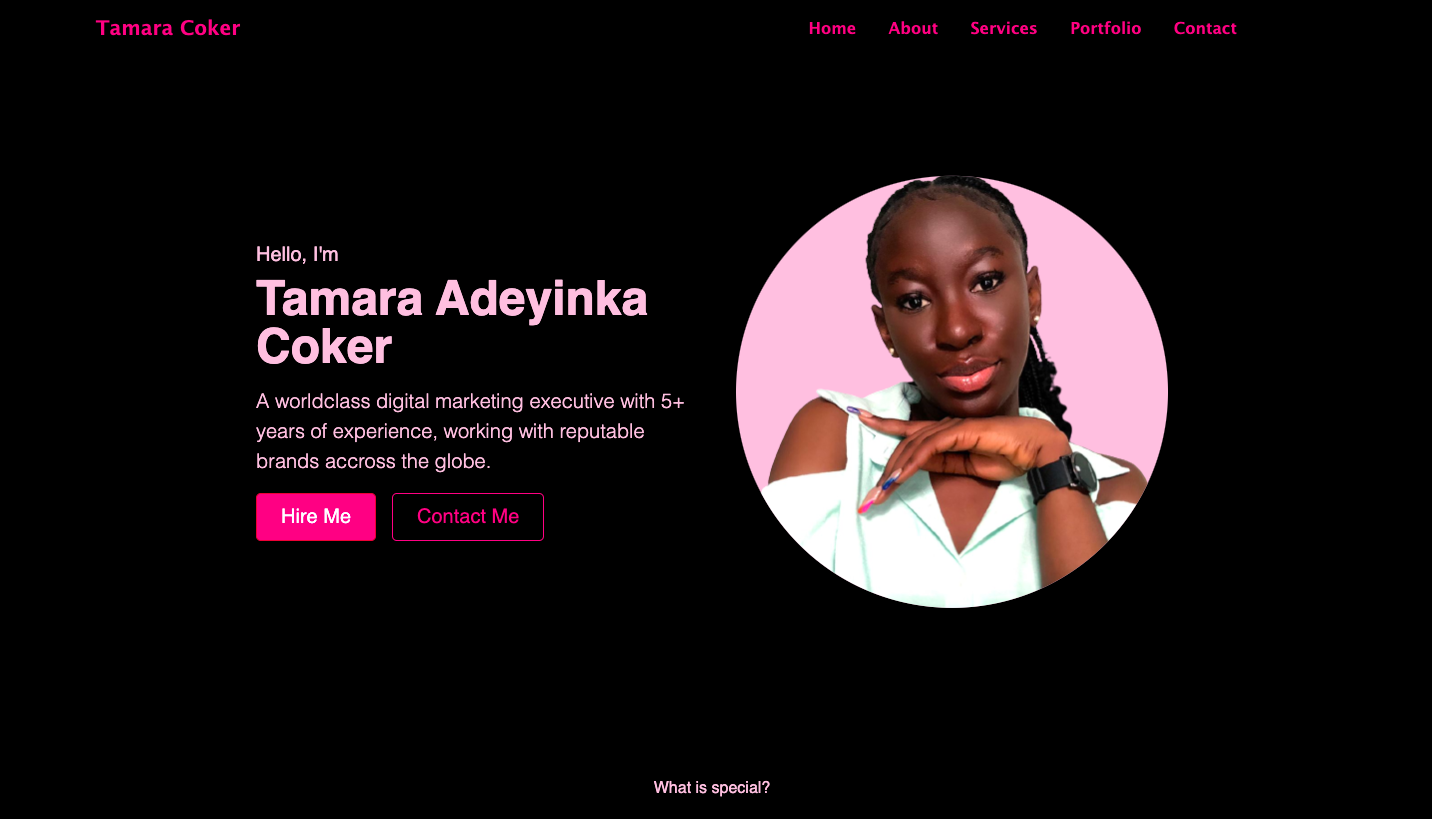 Tamara Coker
Home About Services Portfolio Contact
Hello, I'm
Tamara Adeyinka
Coker
A worldclass digital marketing executive with 5+
years of experience, working with reputable
brands accross the globe.
Hire Me Contact Me
What is special?